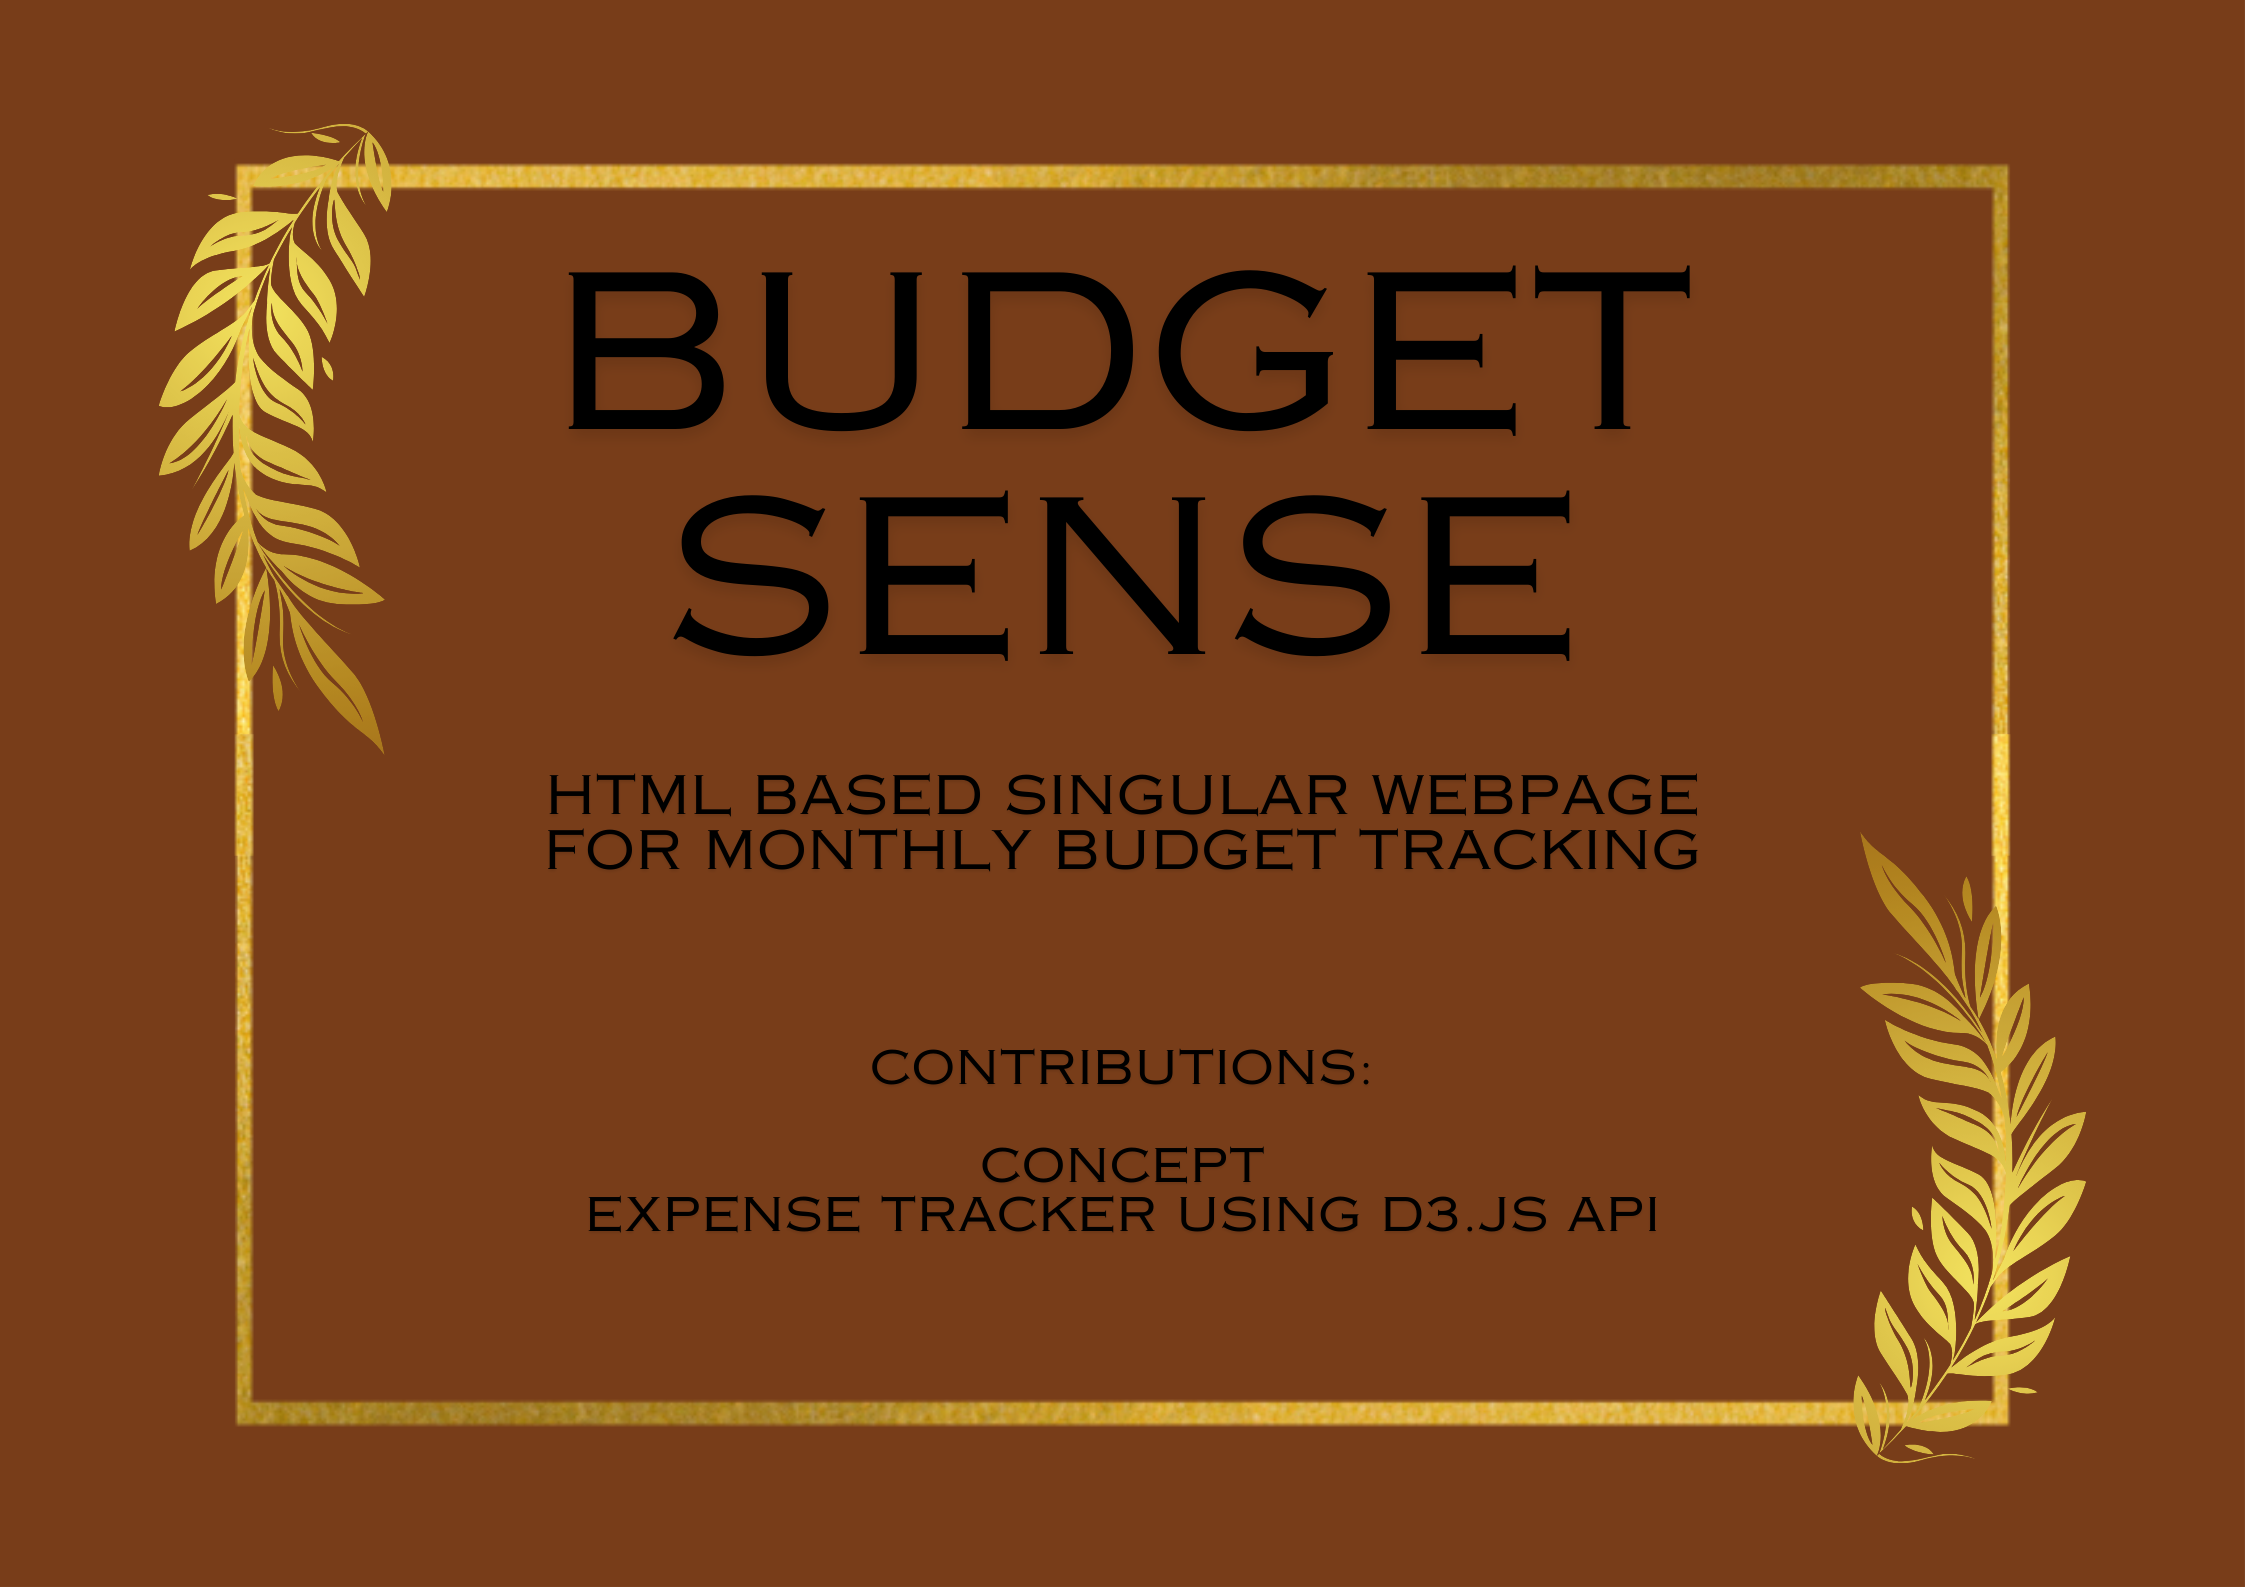 BUDGET
SENSE
HTML BASED SINGULAR WEBPAGE
FOR MONTHLY BUDGET TRACKING
CONTRIBUTIONS:
CONCEPT
EXPENSE TRACKER USING D3.JS API